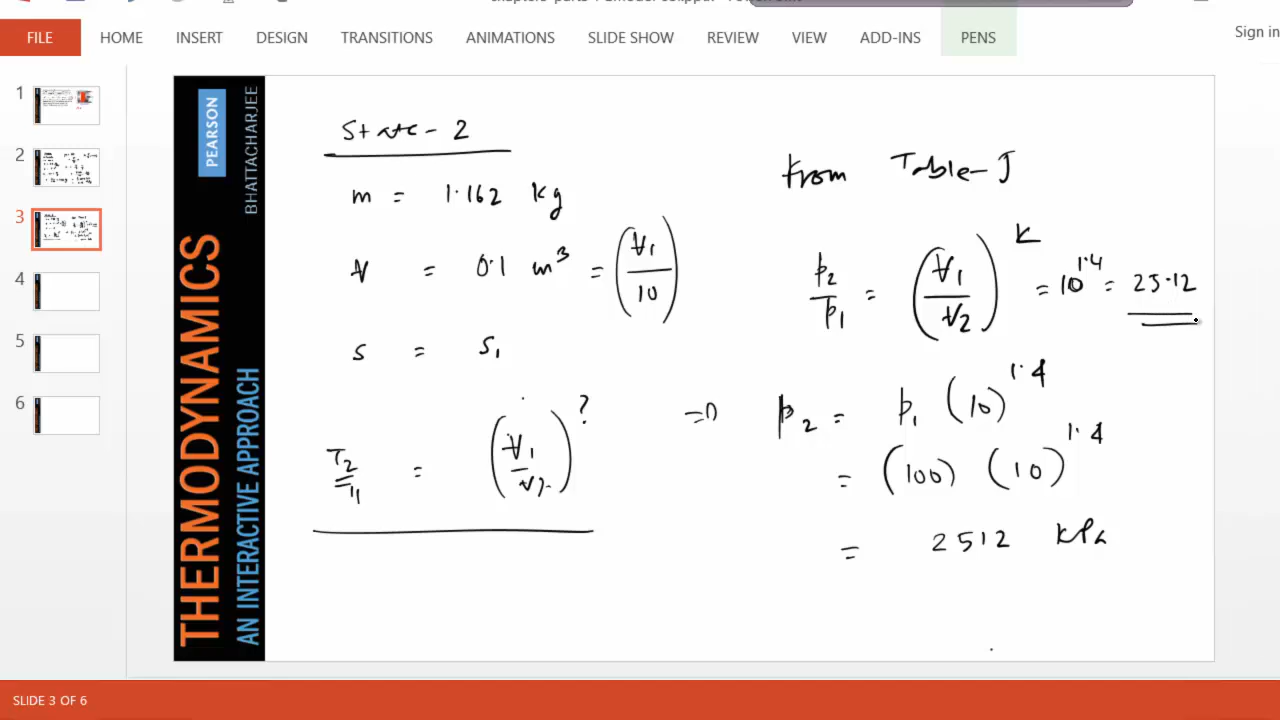 FILE HOME INSERT DESIGN TRANSITIONS ANIMATIONS SLIDE SHOW REVIEW VIEW ADD-INS PENS Sign in
1
2
3
4
5
6
THERMODYNAMICS
AN INTERACTIVE APPROACH
PEARSON
BHATTACHARJEE
State - 2
m = 1.162 kg
V = 0.1 m³ = (V₁/10)
s = s₁
T₂/T₁ = (V₁/V₂)^?
from Table-J
p₂/p₁ = (V₁/V₂)^k = 10^1.4 = 25.12
=> p₂ = p₁ (10)^1.4
= (100) (10)^1.4
= 2512 kPa
SLIDE 3 OF 6